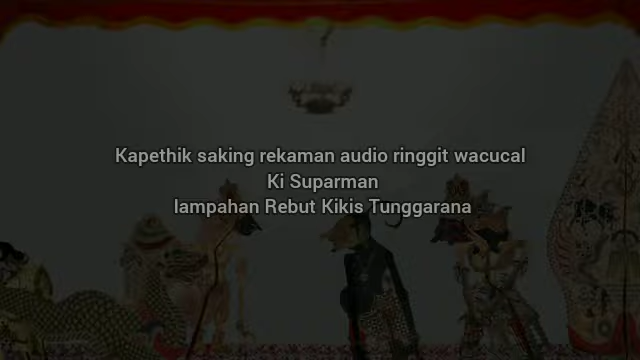 Kapethik saking rekaman audio ringgit wacucal
Ki Suparman
lampahan Rebut Kikis Tunggarana